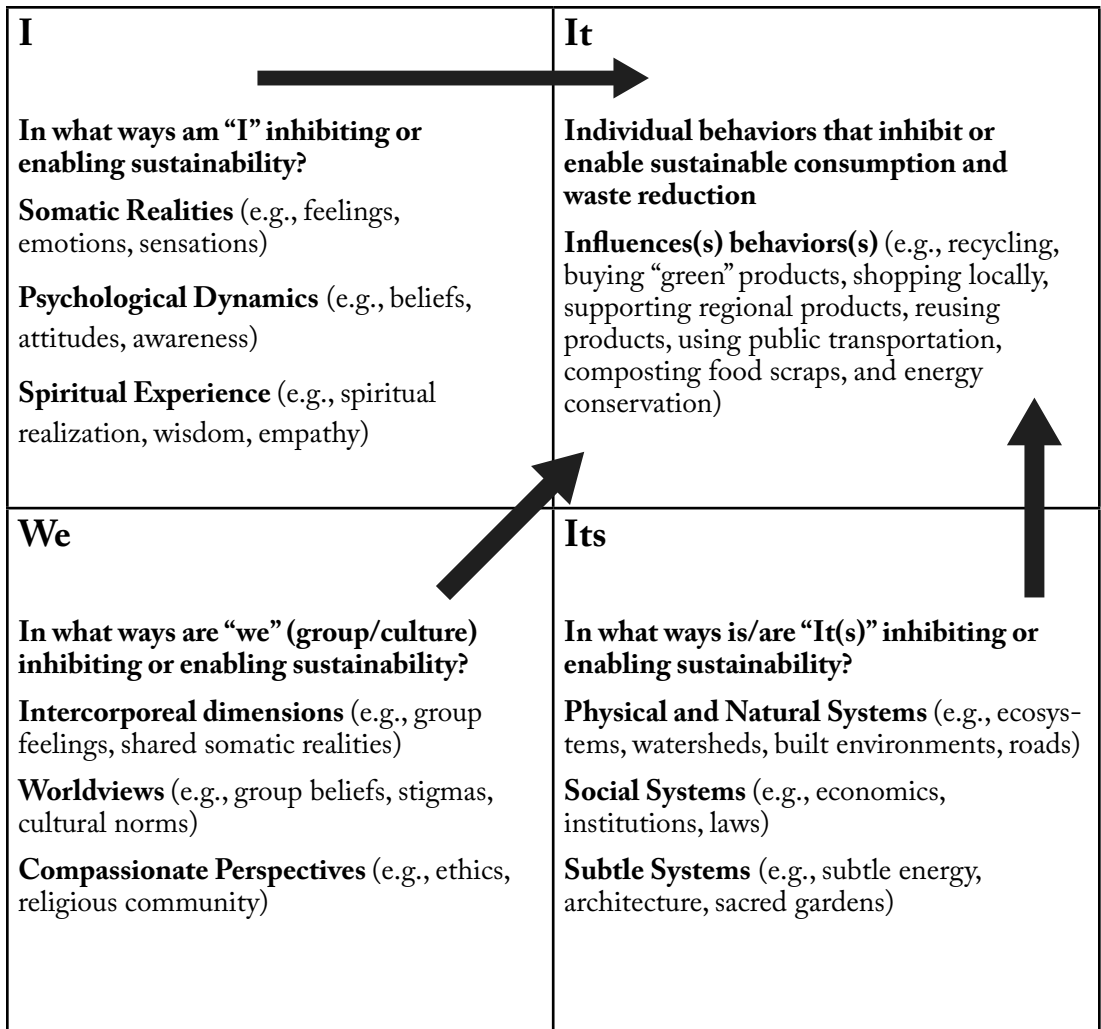 I
In what ways am “I” inhibiting or
enabling sustainability?
Somatic Realities (e.g., feelings,
emotions, sensations)
Psychological Dynamics (e.g., beliefs,
attitudes, awareness)
Spiritual Experience (e.g., spiritual
realization, wisdom, empathy)
It
Individual behaviors that inhibit or
enable sustainable consumption and
waste reduction
Influences(s) behaviors(s) (e.g., recycling,
buying “green” products, shopping locally,
supporting regional products, reusing
products, using public transportation,
composting food scraps, and energy
conservation)
We
In what ways are “we” (group/culture)
inhibiting or enabling sustainability?
Intercorporeal dimensions (e.g., group
feelings, shared somatic realities)
Worldviews (e.g., group beliefs, stigmas,
cultural norms)
Compassionate Perspectives (e.g., ethics,
religious community)
Its
In what ways is/are “It(s)” inhibiting or
enabling sustainability?
Physical and Natural Systems (e.g., ecosys-
tems, watersheds, built environments, roads)
Social Systems (e.g., economics,
institutions, laws)
Subtle Systems (e.g., subtle energy,
architecture, sacred gardens)